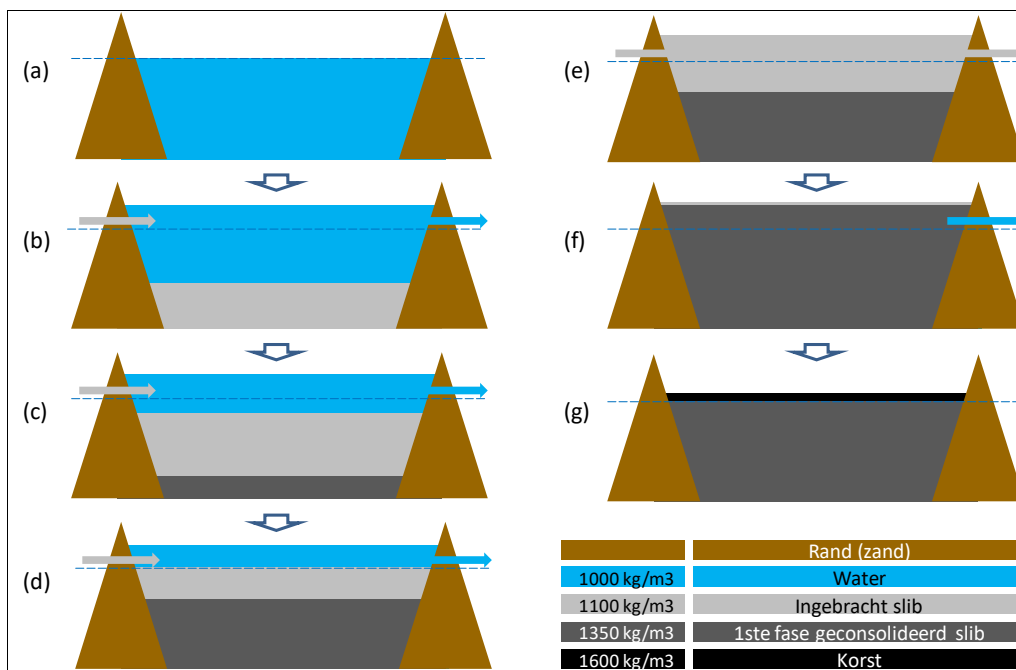 (a)
(b)
(c)
(d)
(e)
(f)
(g)
Rand (zand)
1000 kg/m3 Water
1100 kg/m3 Ingebracht slib
1350 kg/m3 1ste fase geconsolideerd slib
1600 kg/m3 Korst